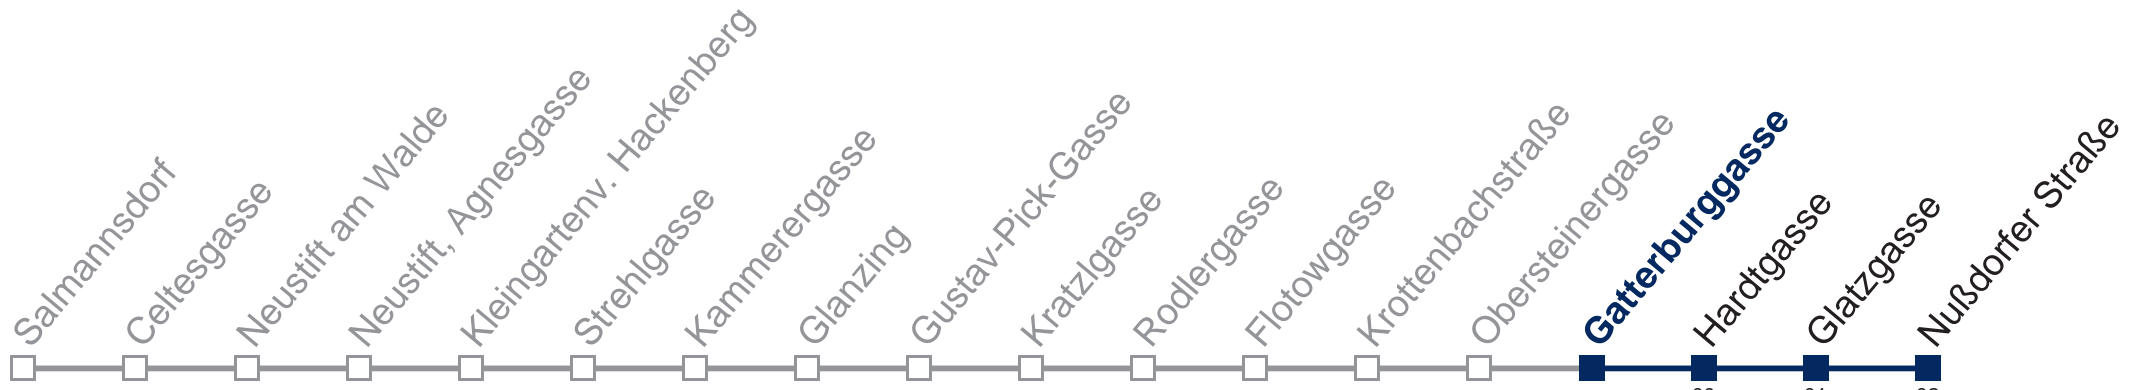 Salmannsdorf
Celtesgasse
Neustift am Walde
Neustift, Agnesgasse
Kleingartenv. Hackenberg
Strehlgasse
Kammerergasse
Glanzing
Gustav-Pick-Gasse
Kratzlgasse
Rodlergasse
Flotowgasse
Krottenbachstraße
Obersteinergasse
Gatterburggasse
Hardtgasse
Glatzgasse
Nußdorfer Straße